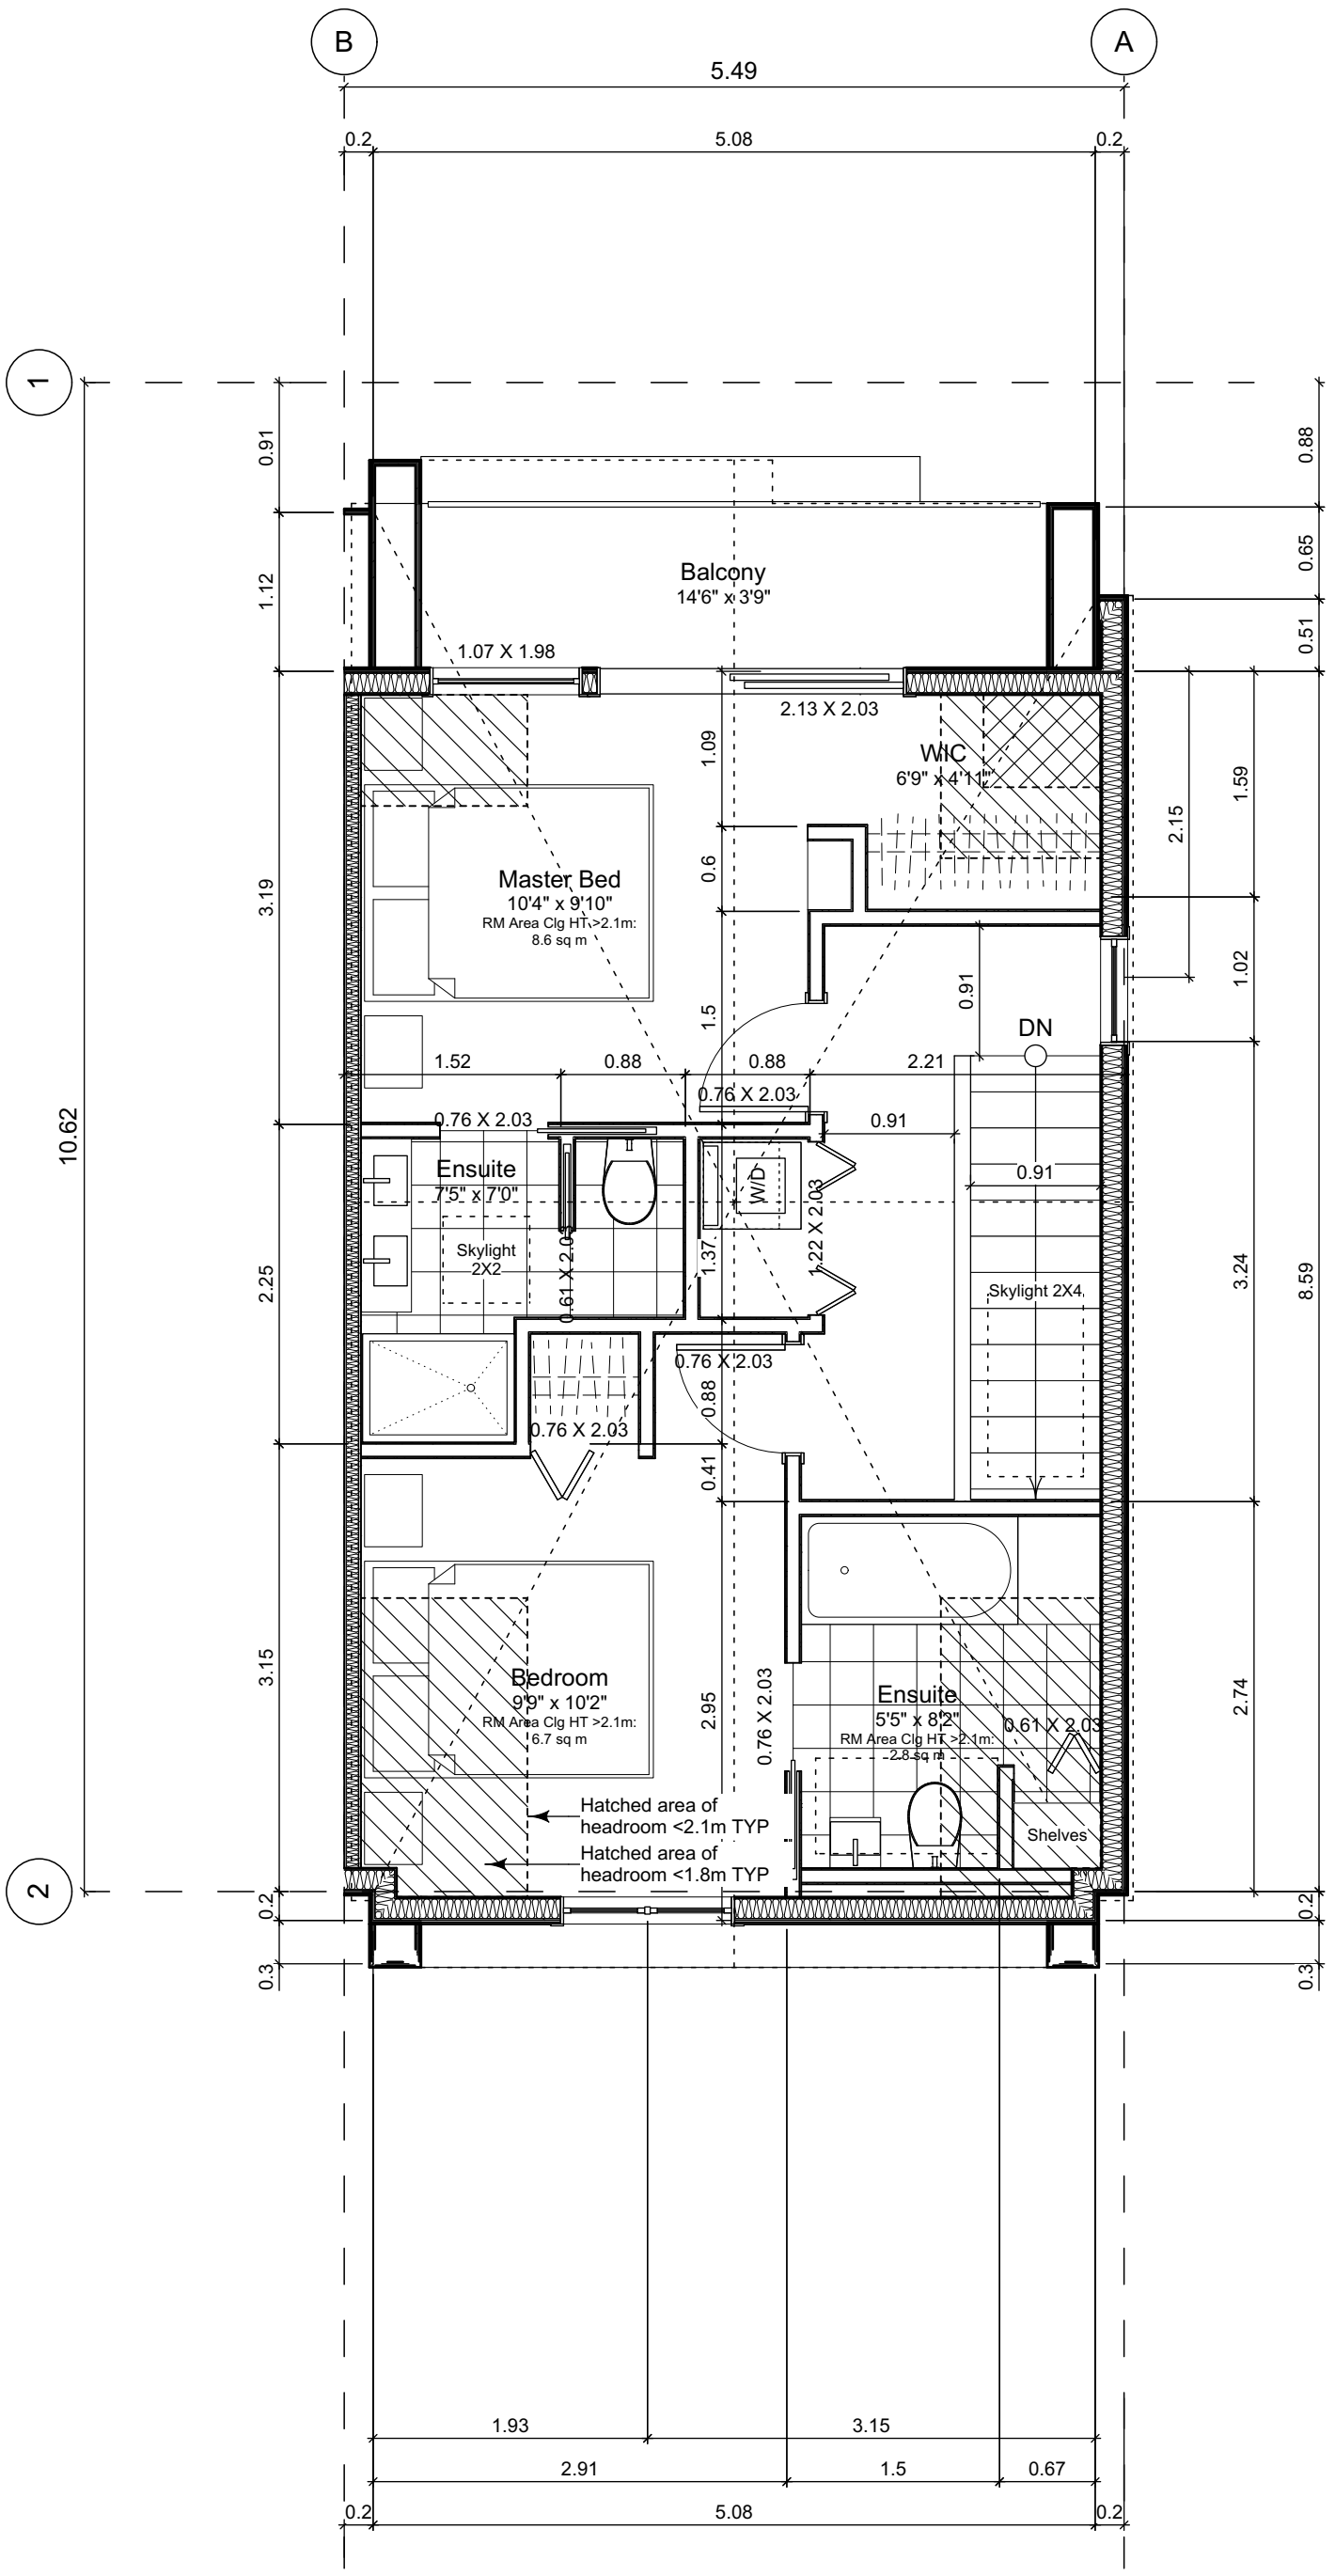 B
A
5.49
0.2
5.08
0.2
1
0.91
0.88
1.12
0.65
0.51
Balcony
14'6" x 3'9"
1.07 X 1.98
2.13 X 2.03
1.09
WIC
6'9" x 4'11"
1.59
2.15
3.19
0.6
Master Bed
10'4" x 9'10"
RM Area Clg HT >2.1m:
8.6 sq m
1.5
0.91
1.02
DN
1.52
0.88
0.88
2.21
0.76 X 2.03
0.76 X 2.03
0.91
10.62
Ensuite
7'5" x 7'0"
W/D
0.91
Skylight
2X2
0.61 X 2.03
1.37
1.22 X 2.03
2.25
Skylight 2X4
3.24
8.59
0.76 X 2.03
0.88
0.76 X 2.03
0.41
3.15
Bedroom
9'9" x 10'2"
RM Area Clg HT >2.1m:
6.7 sq m
2.95
0.76 X 2.03
Ensuite
5'5" x 8'2"
RM Area Clg HT >2.1m:
2.8 sq m
0.61 X 2.03
2.74
Hatched area of
headroom <2.1m TYP
Hatched area of
headroom <1.8m TYP
Shelves
2
0.2
0.2
0.3
0.3
1.93
3.15
2.91
1.5
0.67
0.2
5.08
0.2